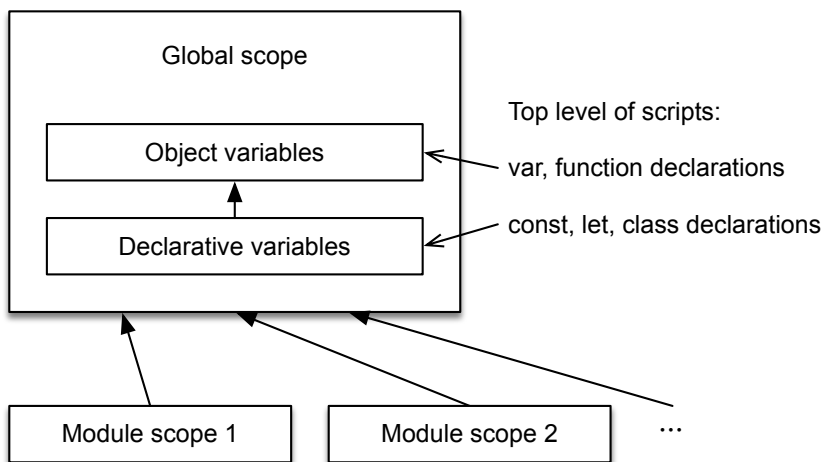 Global scope
Top level of scripts:
Object variables
var, function declarations
const, let, class declarations
Declarative variables
Module scope 1
Module scope 2
...